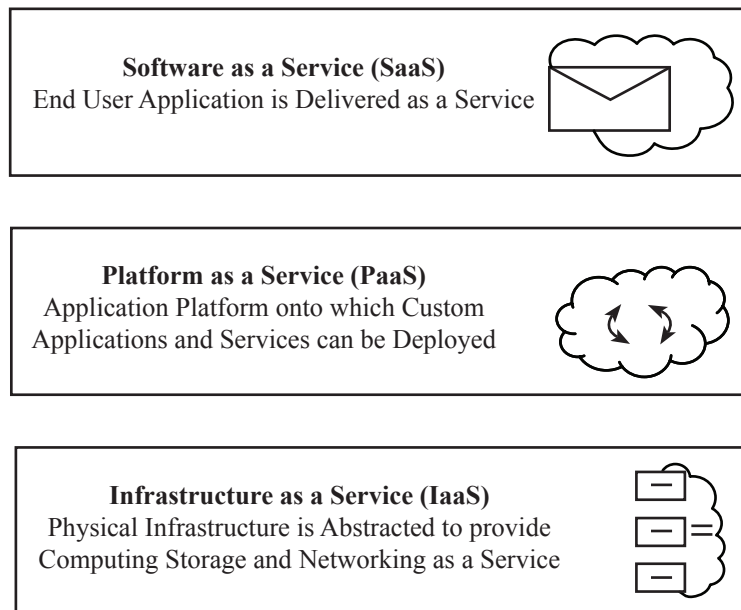 Software as a Service (SaaS)
End User Application is Delivered as a Service
Platform as a Service (PaaS)
Application Platform onto which Custom
Applications and Services can be Deployed
Infrastructure as a Service (IaaS)
Physical Infrastructure is Abstracted to provide
Computing Storage and Networking as a Service